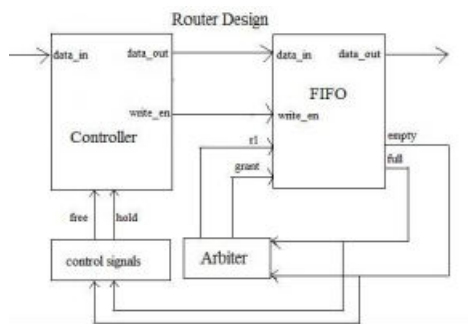 Router Design
data_in
data_out
write_en
Controller
data_in
data_out
FIFO
write_en
r1
grant
empty
full
free
hold
control signals
Arbiter